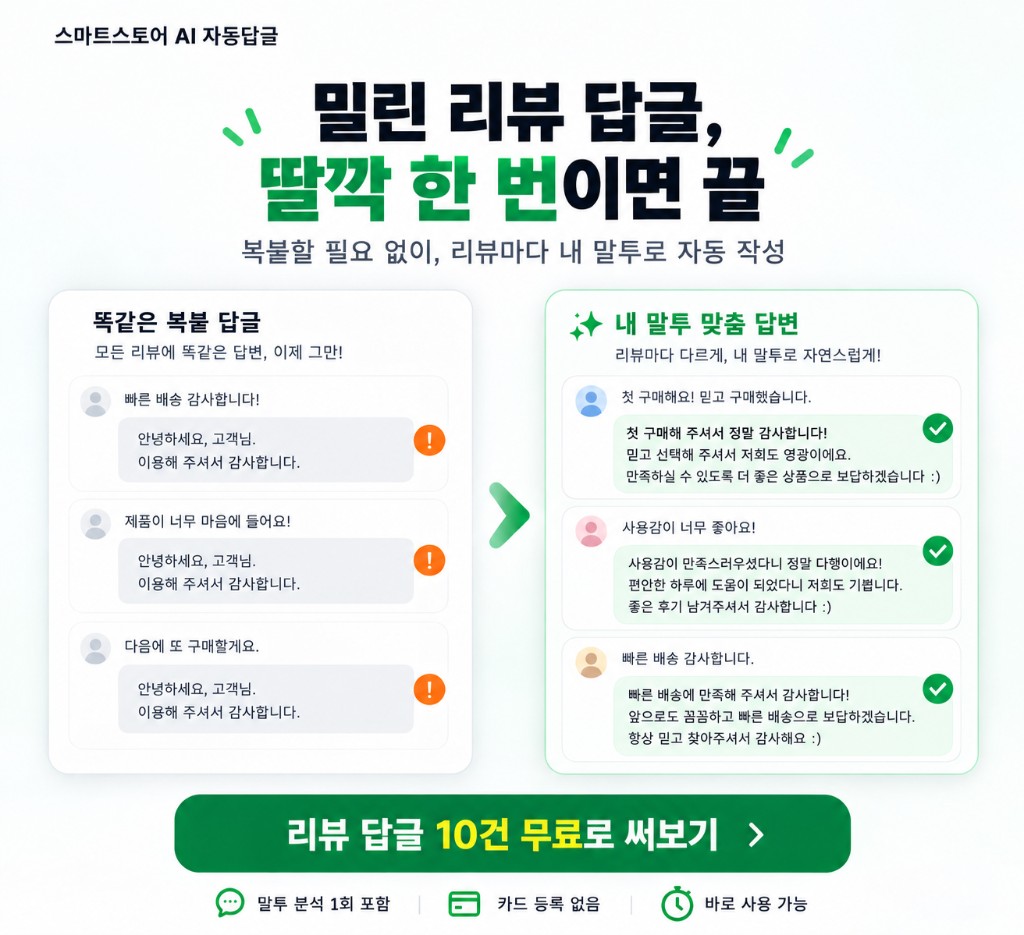 스마트스토어 AI 자동답글
밀린 리뷰 답글,
딸깍 한 번이면 끝
복붙할 필요 없이, 리뷰마다 내 말투로 자동 작성
똑같은 복붙 답글
모든 리뷰에 똑같은 답변, 이제 그만!
빠른 배송 감사합니다!
안녕하세요, 고객님.
이용해 주셔서 감사합니다.
!
제품이 너무 마음에 들어요!
안녕하세요, 고객님.
이용해 주셔서 감사합니다.
!
다음에 또 구매할게요.
안녕하세요, 고객님.
이용해 주셔서 감사합니다.
!
내 말투 맞춤 답변
리뷰마다 다르게, 내 말투로 자연스럽게!
첫 구매해요! 믿고 구매했습니다.
첫 구매해 주셔서 정말 감사합니다!
믿고 선택해 주셔서 저희도 영광이에요.
만족하실 수 있도록 더 좋은 상품으로 보답하겠습니다 :)
사용감이 너무 좋아요!
사용감이 만족스러우셨다니 정말 다행이에요!
편안한 하루에 도움이 되었다니 저희도 기쁩니다.
좋은 후기 남겨주셔서 감사합니다 :)
빠른 배송 감사합니다.
빠른 배송에 만족해 주셔서 감사합니다!
앞으로도 꼼꼼하고 빠른 배송으로 보답하겠습니다.
항상 믿고 찾아주셔서 감사해요 :)
리뷰 답글 10건 무료로 써보기
말투 분석 1회 포함
카드 등록 없음
바로 사용 가능